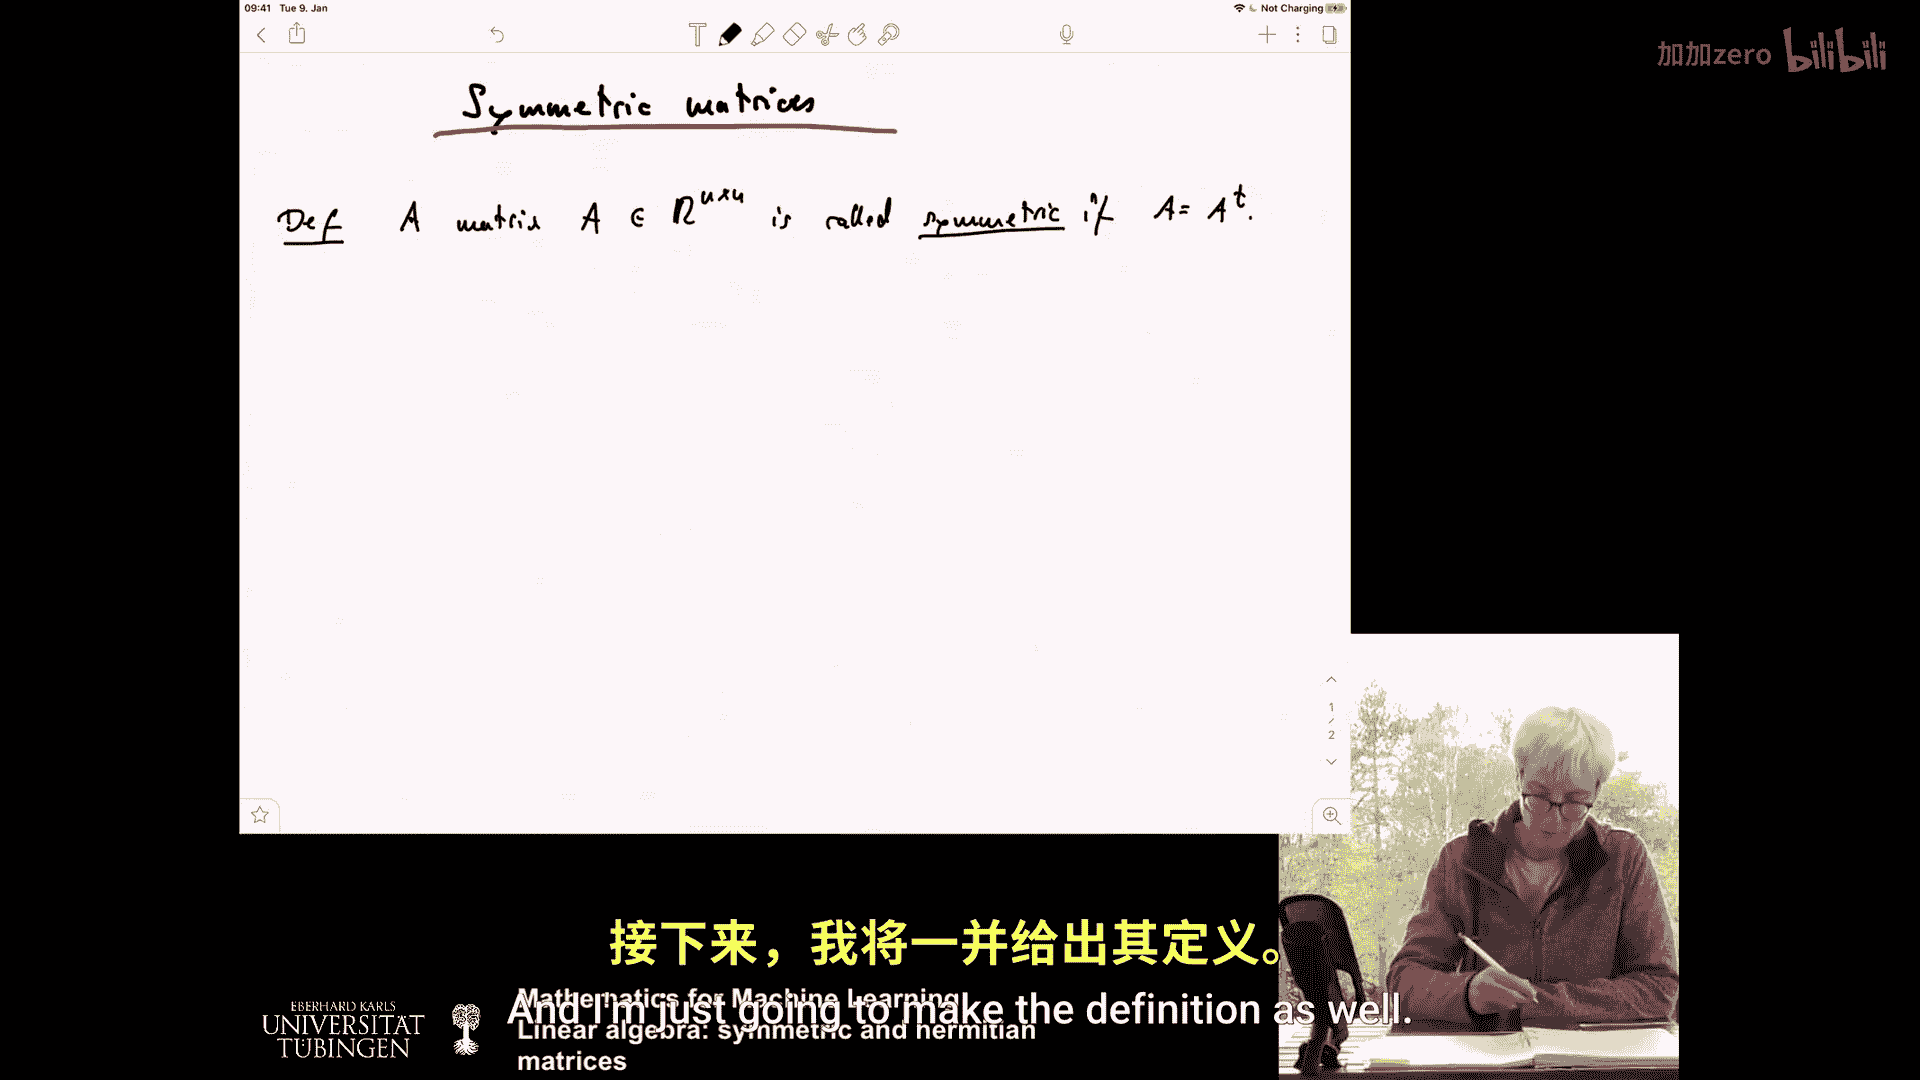 09:41 Tue 9. Jan
Not Charging
加加zero bilibili
T
Symmetric matrices
Def A matrix A ∈ ℝⁿˣⁿ is called symmetric if A = Aᵗ.
1
/
2
接下来，我将一并给出其定义。
And I'm just going to make the definition as well.
EBERHARD KARLS
UNIVERSITÄT
TÜBINGEN
Mathematics for Machine Learning
Linear algebra: symmetric and hermitian
matrices